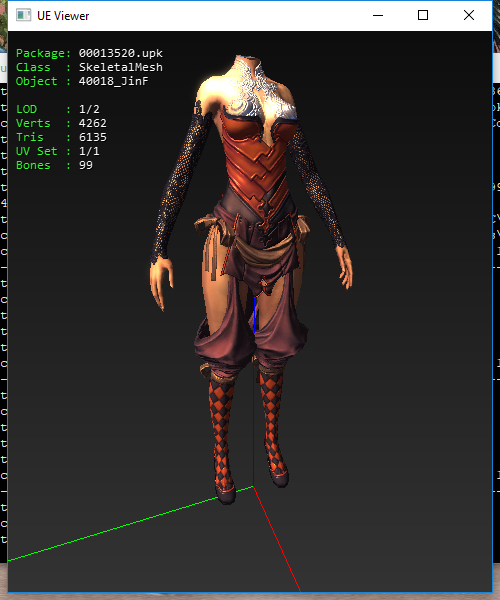 UE Viewer
Package: 00013520.upk
Class : SkeletalMesh
Object : 40018_JinF
LOD : 1/2
Verts : 4262
Tris : 6135
UV Set : 1/1
Bones : 99